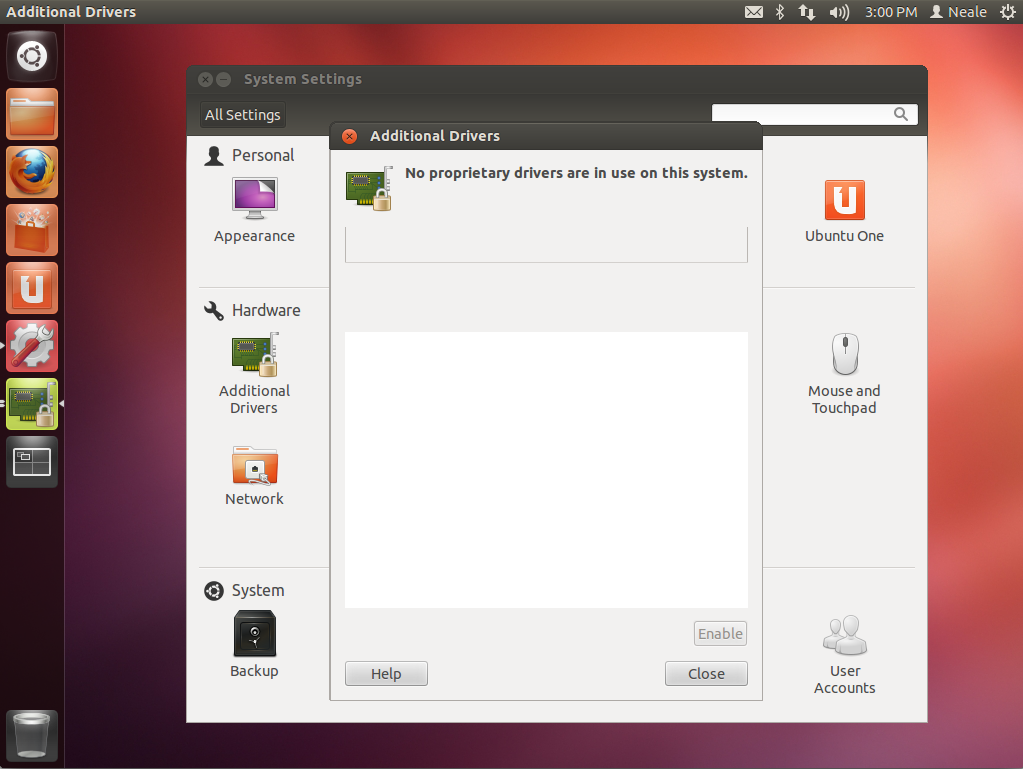 Additional Drivers
3:00 PM
Neale
System Settings
All Settings
Additional Drivers
No proprietary drivers are in use on this system.
Personal
Appearance
Ubuntu One
Hardware
Additional
Drivers
Mouse and
Touchpad
Network
System
Backup
User
Accounts
Enable
Help
Close